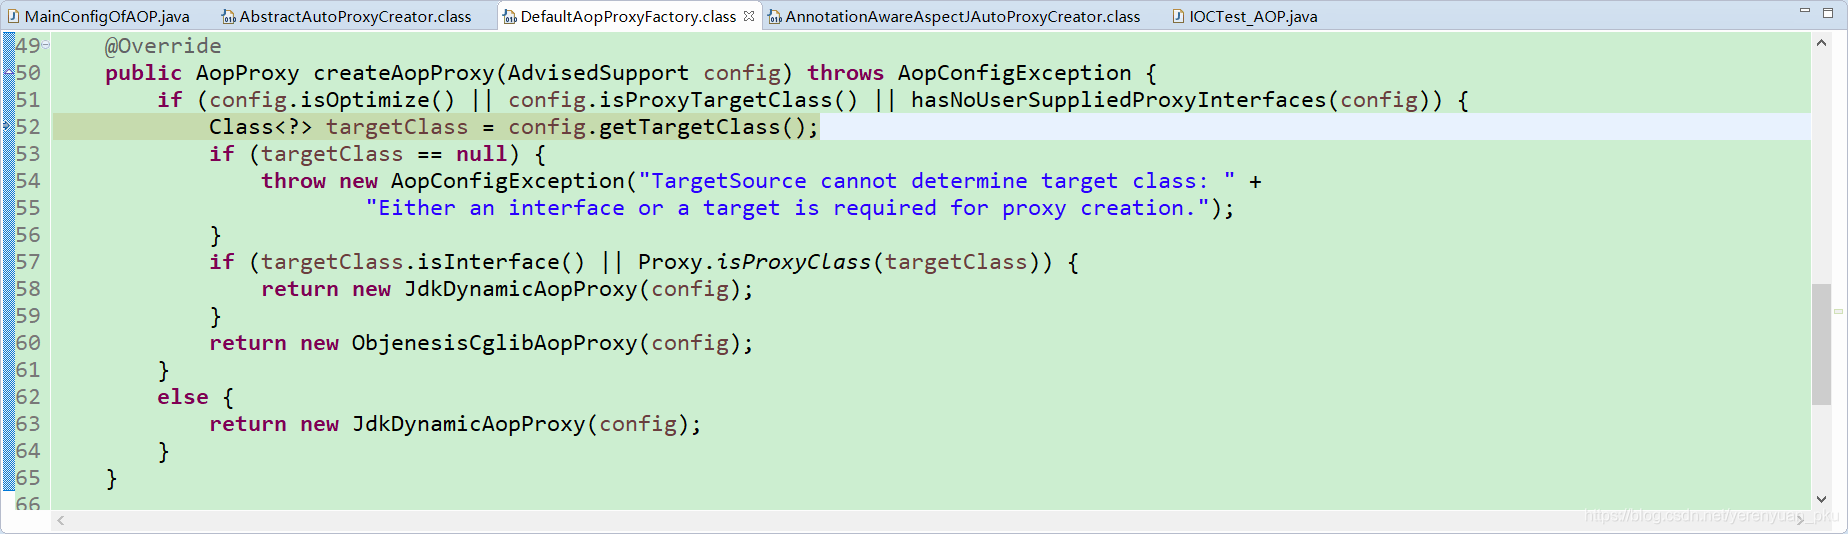 MainConfigOfAOP.java AbstractAutoProxyCreator.class DefaultAopProxyFactory.class AnnotationAwareAspectJAutoProxyCreator.class IOCTest_AOP.java
49 @Override
50 public AopProxy createAopProxy(AdvisedSupport config) throws AopConfigException {
51 if (config.isOptimize() || config.isProxyTargetClass() || hasNoUserSuppliedProxyInterfaces(config)) {
52 Class<?> targetClass = config.getTargetClass();
53 if (targetClass == null) {
54 throw new AopConfigException("TargetSource cannot determine target class: " +
55 "Either an interface or a target is required for proxy creation.");
56 }
57 if (targetClass.isInterface() || Proxy.isProxyClass(targetClass)) {
58 return new JdkDynamicAopProxy(config);
59 }
60 return new ObjenesisCglibAopProxy(config);
61 }
62 else {
63 return new JdkDynamicAopProxy(config);
64 }
65 }
66
https://blog.csdn.net/yerenyuan_pku